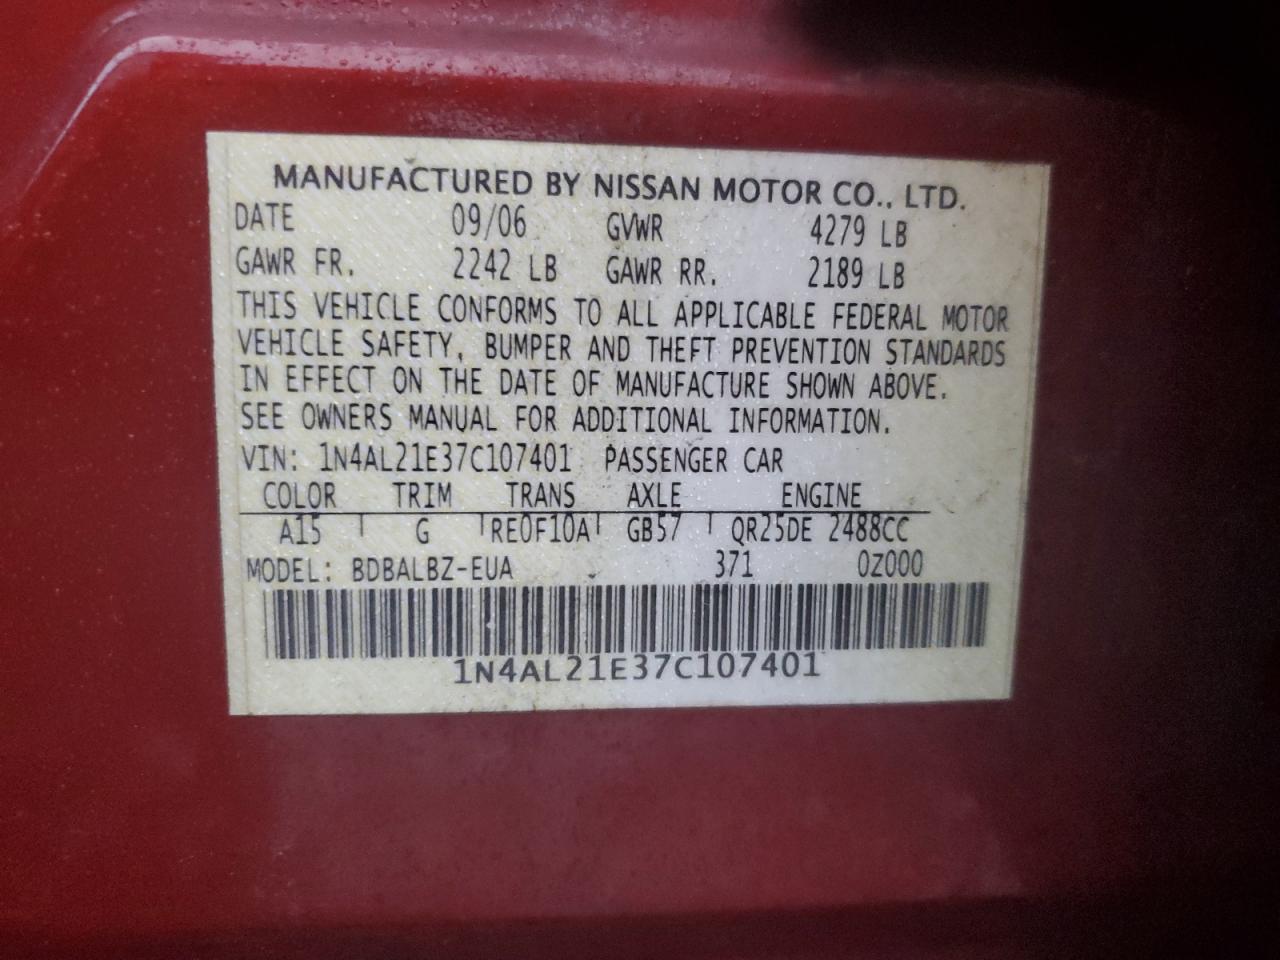 MANUFACTURED BY NISSAN MOTOR CO., LTD.
DATE 09/06 GVWR 4279 LB
GAWR FR. 2242 LB GAWR RR. 2189 LB
THIS VEHICLE CONFORMS TO ALL APPLICABLE FEDERAL MOTOR
VEHICLE SAFETY, BUMPER AND THEFT PREVENTION STANDARDS
IN EFFECT ON THE DATE OF MANUFACTURE SHOWN ABOVE.
SEE OWNERS MANUAL FOR ADDITIONAL INFORMATION.
VIN: 1N4AL21E37C107401 PASSENGER CAR
COLOR TRIM TRANS AXLE ENGINE
A15 G RE0F10A GB57 QR25DE 2488CC
MODEL: BDBALBZ-EUA 371 0Z000
1N4AL21E37C107401